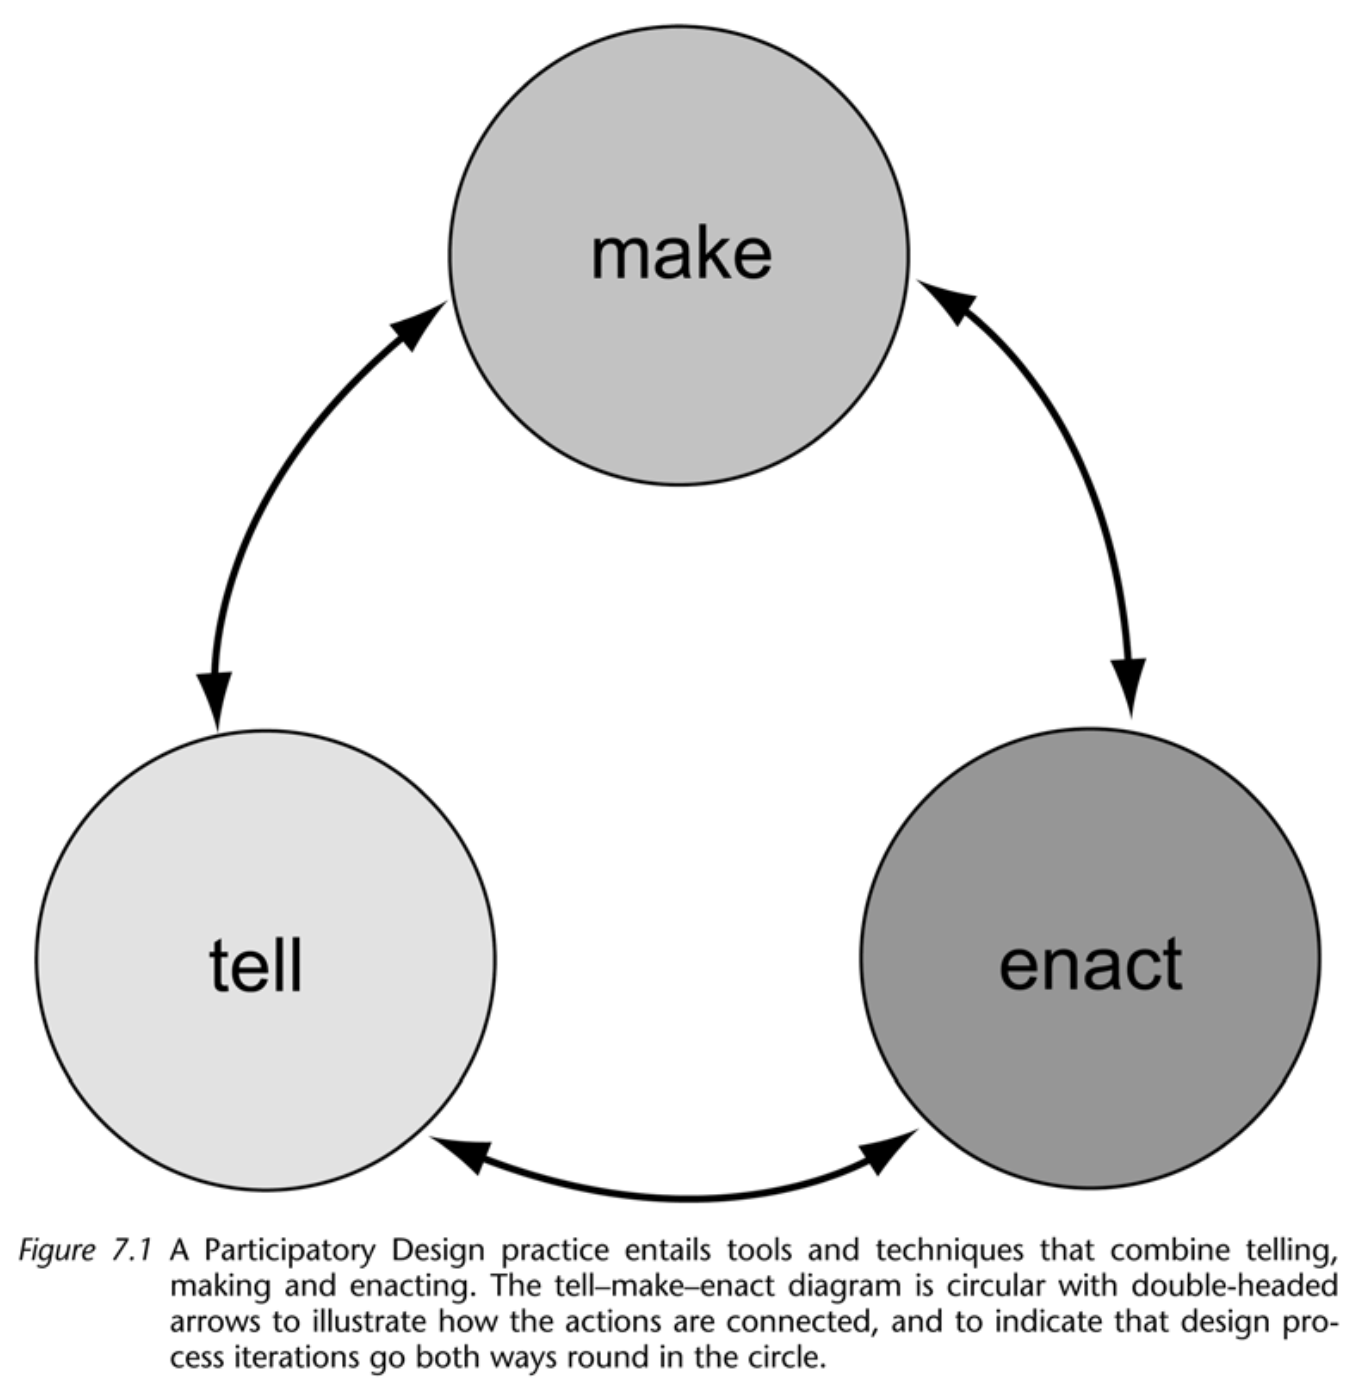 make
tell
enact
Figure 7.1 A Participatory Design practice entails tools and techniques that combine telling,
making and enacting. The tell–make–enact diagram is circular with double-headed
arrows to illustrate how the actions are connected, and to indicate that design pro-
cess iterations go both ways round in the circle.